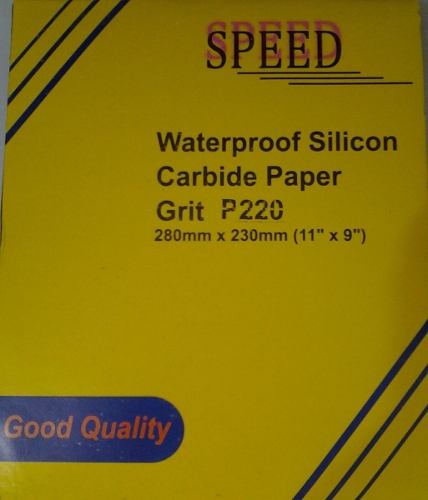 SPEED
Waterproof Silicon
Carbide Paper
Grit P220
280mm x 230mm (11" x 9")
Good Quality